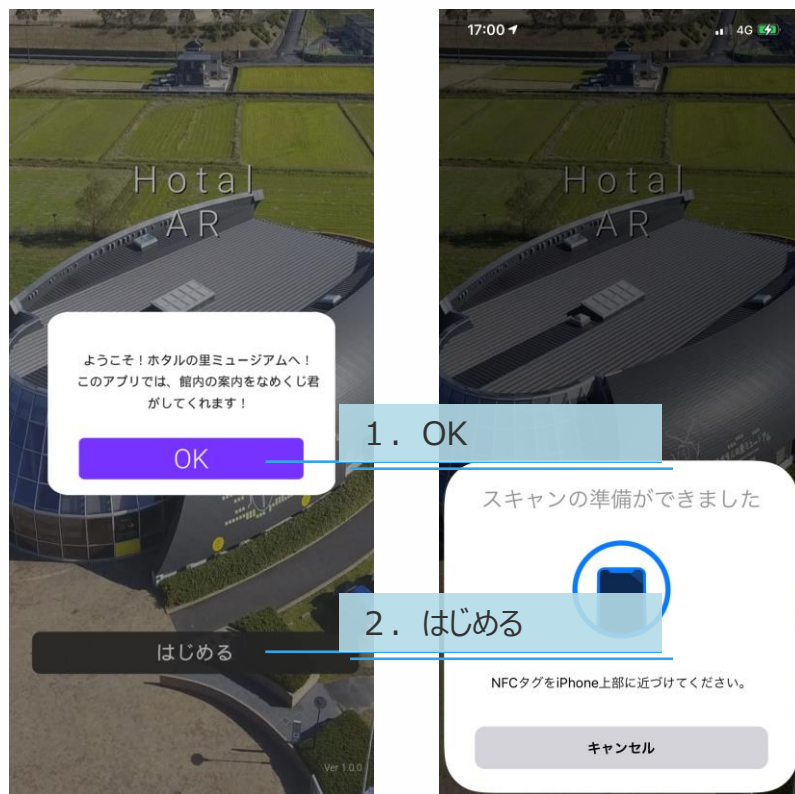 Hotal
AR
ようこそ！ホタルの里ミュージアムへ！
このアプリでは、館内の案内をなめくじ君
がしてくれます！
OK
はじめる
Ver 1.0.0
1．OK
2．はじめる
17:00
4G
Hotal
AR
スキャンの準備ができました
NFCタグをiPhone上部に近づけてください。
キャンセル